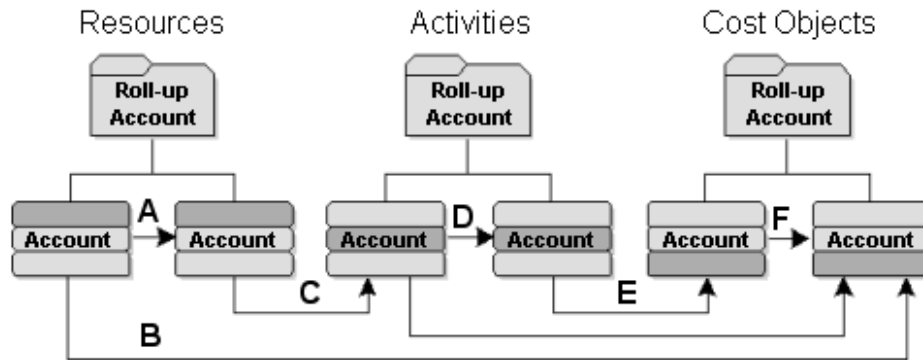 Resources
Activities
Cost Objects
Roll-up
Account
Roll-up
Account
Roll-up
Account
A
D
F
Account
Account
Account
Account
Account
Account
C
E
B